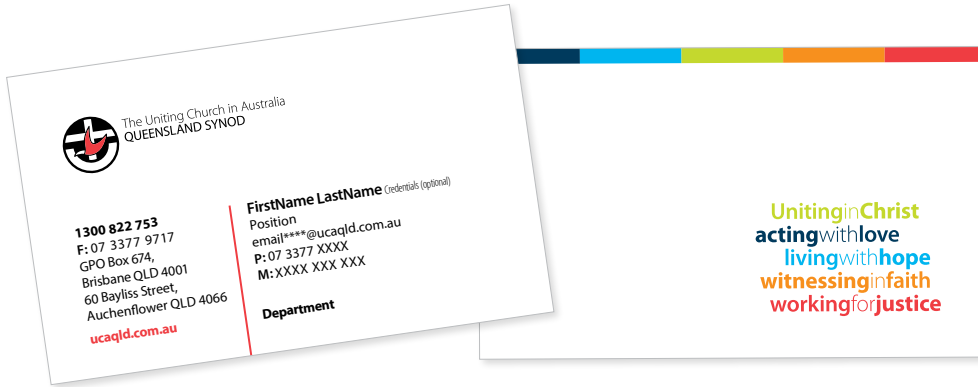 The Uniting Church in Australia
QUEENSLAND SYNOD
1300 822 753
F: 07 3377 9717
GPO Box 674,
Brisbane QLD 4001
60 Bayliss Street,
Auchenflower QLD 4066
ucaqld.com.au
FirstName LastName Credentials (optional)
Position
email****@ucaqld.com.au
P: 07 3377 XXXX
M: XXXX XXX XXX
Department
UnitinginChrist
actingwithlove
livingwithhope
witnessinginfaith
workingforjustice